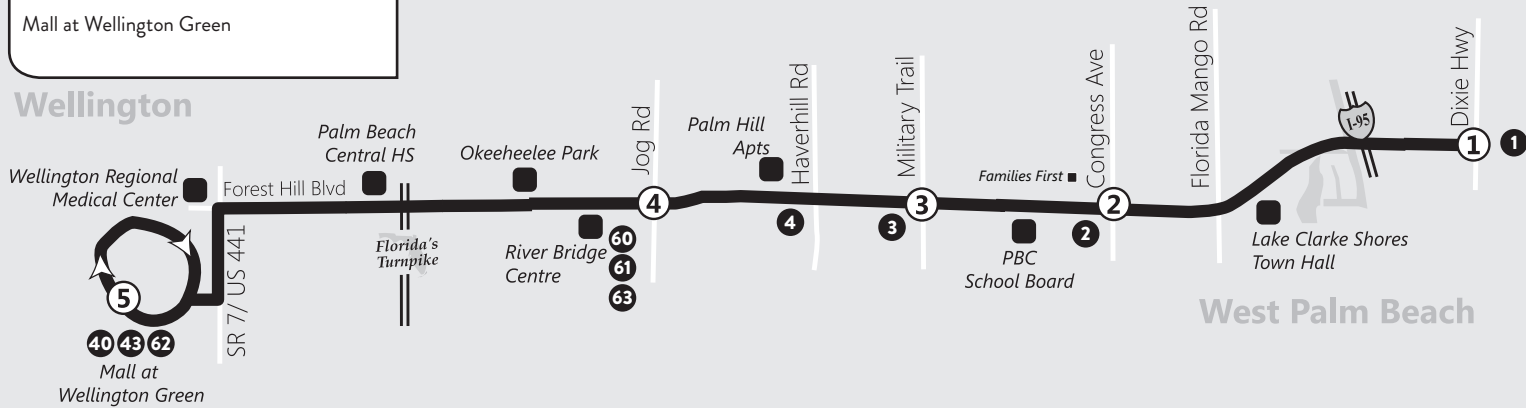 Mall at Wellington Green
Wellington
Wellington Regional
Medical Center
Forest Hill Blvd
Palm Beach
Central HS
Okeeheelee Park
Jog Rd
Palm Hill
Apts
Haverhill Rd
Military Trail
Families First
Congress Ave
Florida Mango Rd
I-95
Dixie Hwy
1
1
2
2
3
3
4
4
PBC
School Board
Lake Clarke Shores
Town Hall
West Palm Beach
River Bridge
Centre
60
61
63
Florida's
Turnpike
SR 7/ US 441
5
40 43 62
Mall at
Wellington Green